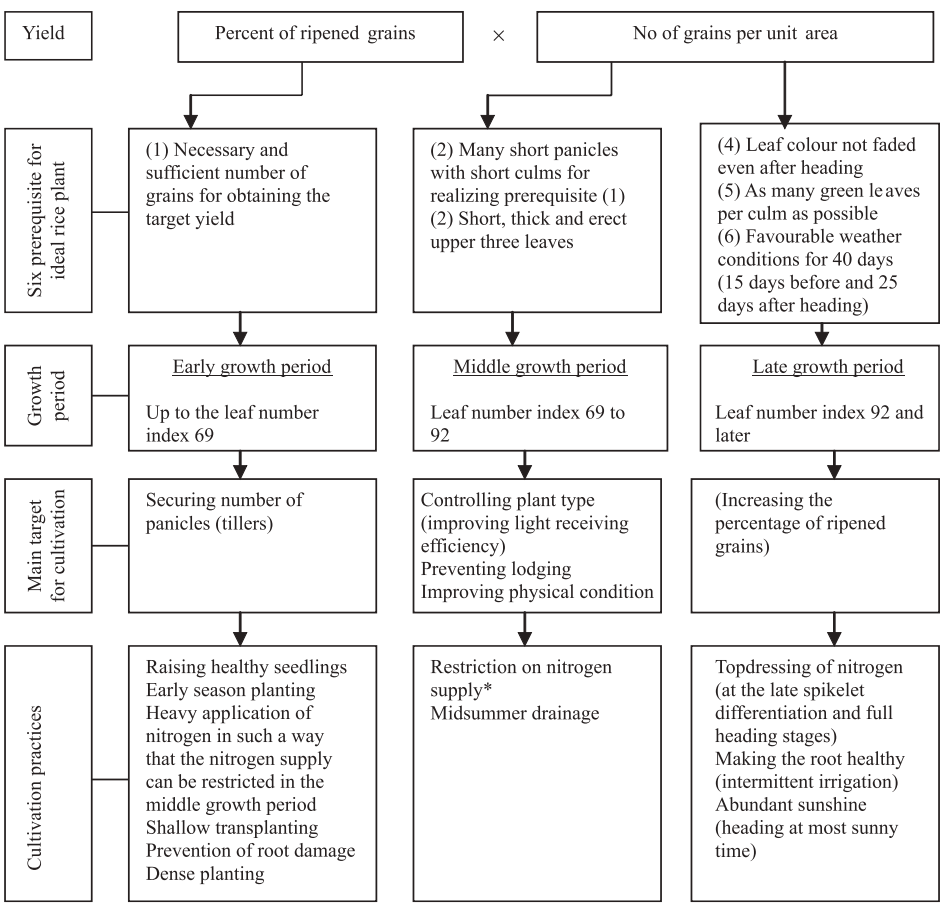 Yield
Percent of ripened grains
×
No of grains per unit area
Six prerequisite for
ideal rice plant
(1) Necessary and
sufficient number of
grains for obtaining the
target yield
(2) Many short panicles
with short culms for
realizing prerequisite (1)
(2) Short, thick and erect
upper three leaves
(4) Leaf colour not faded
even after heading
(5) As many green leaves
per culm as possible
(6) Favourable weather
conditions for 40 days
(15 days before and 25
days after heading)
Growth
period
Early growth period
Up to the leaf number
index 69
Middle growth period
Leaf number index 69 to
92
Late growth period
Leaf number index 92 and
later
Main target
for cultivation
Securing number of
panicles (tillers)
Controlling plant type
(improving light receiving
efficiency)
Preventing lodging
Improving physical condition
(Increasing the
percentage of ripened
grains)
Cultivation practices
Raising healthy seedlings
Early season planting
Heavy application of
nitrogen in such a way
that the nitrogen supply
can be restricted in the
middle growth period
Shallow transplanting
Prevention of root damage
Dense planting
Restriction on nitrogen
supply*
Midsummer drainage
Topdressing of nitrogen
(at the late spikelet
differentiation and full
heading stages)
Making the root healthy
(intermittent irrigation)
Abundant sunshine
(heading at most sunny
time)